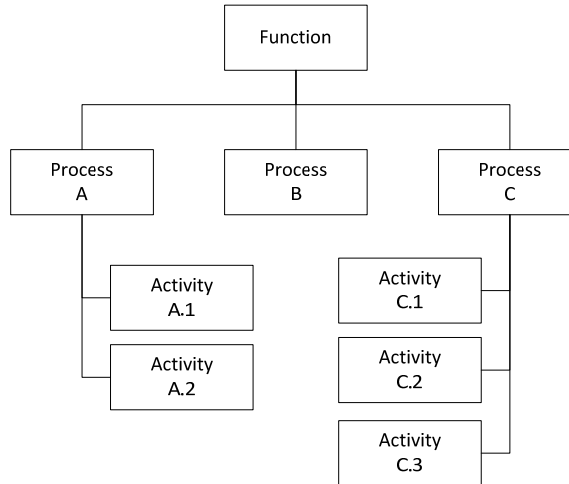 Function
Process
A
Process
B
Process
C
Activity
A.1
Activity
A.2
Activity
C.1
Activity
C.2
Activity
C.3